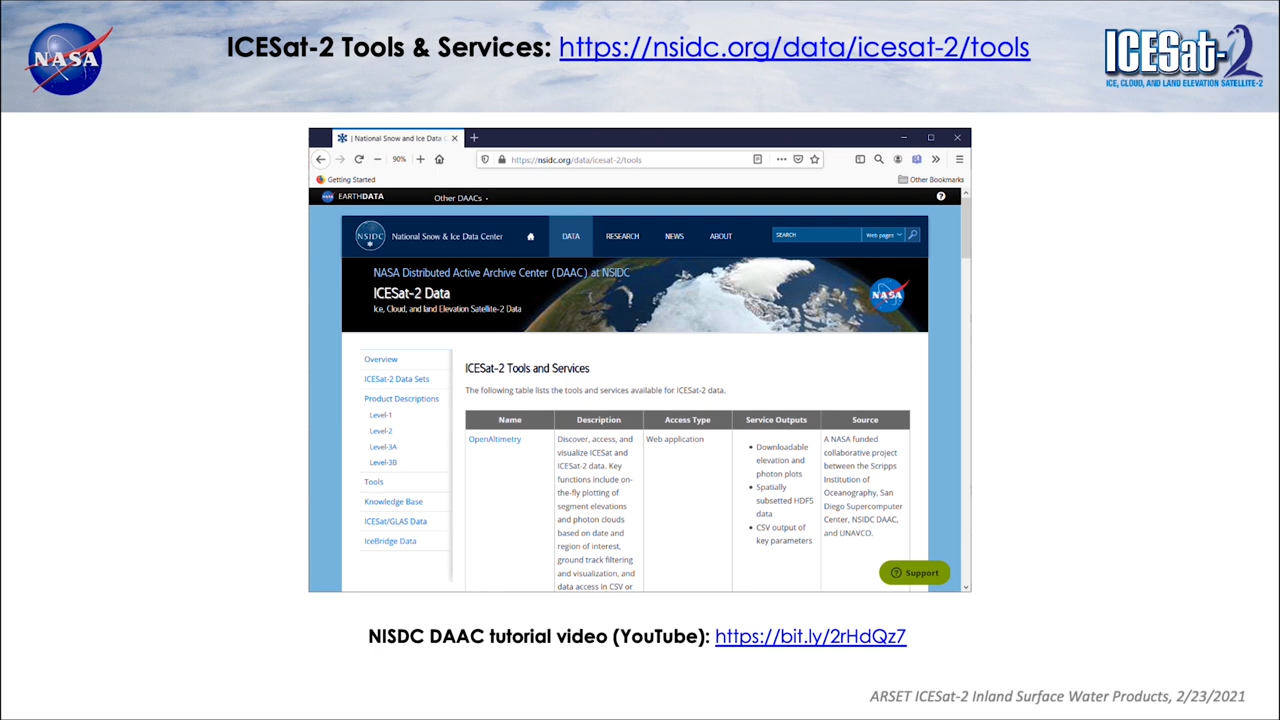 NASA
ICESat-2 Tools & Services: https://nsidc.org/data/icesat-2/tools
ICESat-2
ICE, CLOUD, AND LAND ELEVATION SATELLITE-2
| National Snow and Ice Data C
90%
https://nsidc.org/data/icesat-2/tools
Getting Started
Other Bookmarks
EARTHDATA
Other DAACs
NSIDC
National Snow & Ice Data Center
DATA
RESEARCH
NEWS
ABOUT
SEARCH
Web pages
NASA Distributed Active Archive Center (DAAC) at NSIDC
ICESat-2 Data
Ice, Cloud, and land Elevation Satellite-2 Data
NASA
Overview
ICESat-2 Data Sets
Product Descriptions
Level-1
Level-2
Level-3A
Level-3B
Tools
Knowledge Base
ICESat/GLAS Data
IceBridge Data
ICESat-2 Tools and Services
The following table lists the tools and services available for ICESat-2 data.
Name
Description
Access Type
Service Outputs
Source
OpenAltimetry
Discover, access, and
visualize ICESat and
ICESat-2 data. Key
functions include on-
the-fly plotting of
segment elevations
and photon clouds
based on date and
region of interest,
ground track filtering
and visualization, and
data access in CSV or
Web application
• Downloadable
elevation and
photon plots
• Spatially
subsetted HDF5
data
• CSV output of
key parameters
A NASA funded
collaborative project
between the Scripps
Institution of
Oceanography, San
Diego Supercomputer
Center, NSIDC DAAC,
and UNAVCO.
Support
NISDC DAAC tutorial video (YouTube): https://bit.ly/2rHdQz7
ARSET ICESat-2 Inland Surface Water Products, 2/23/2021